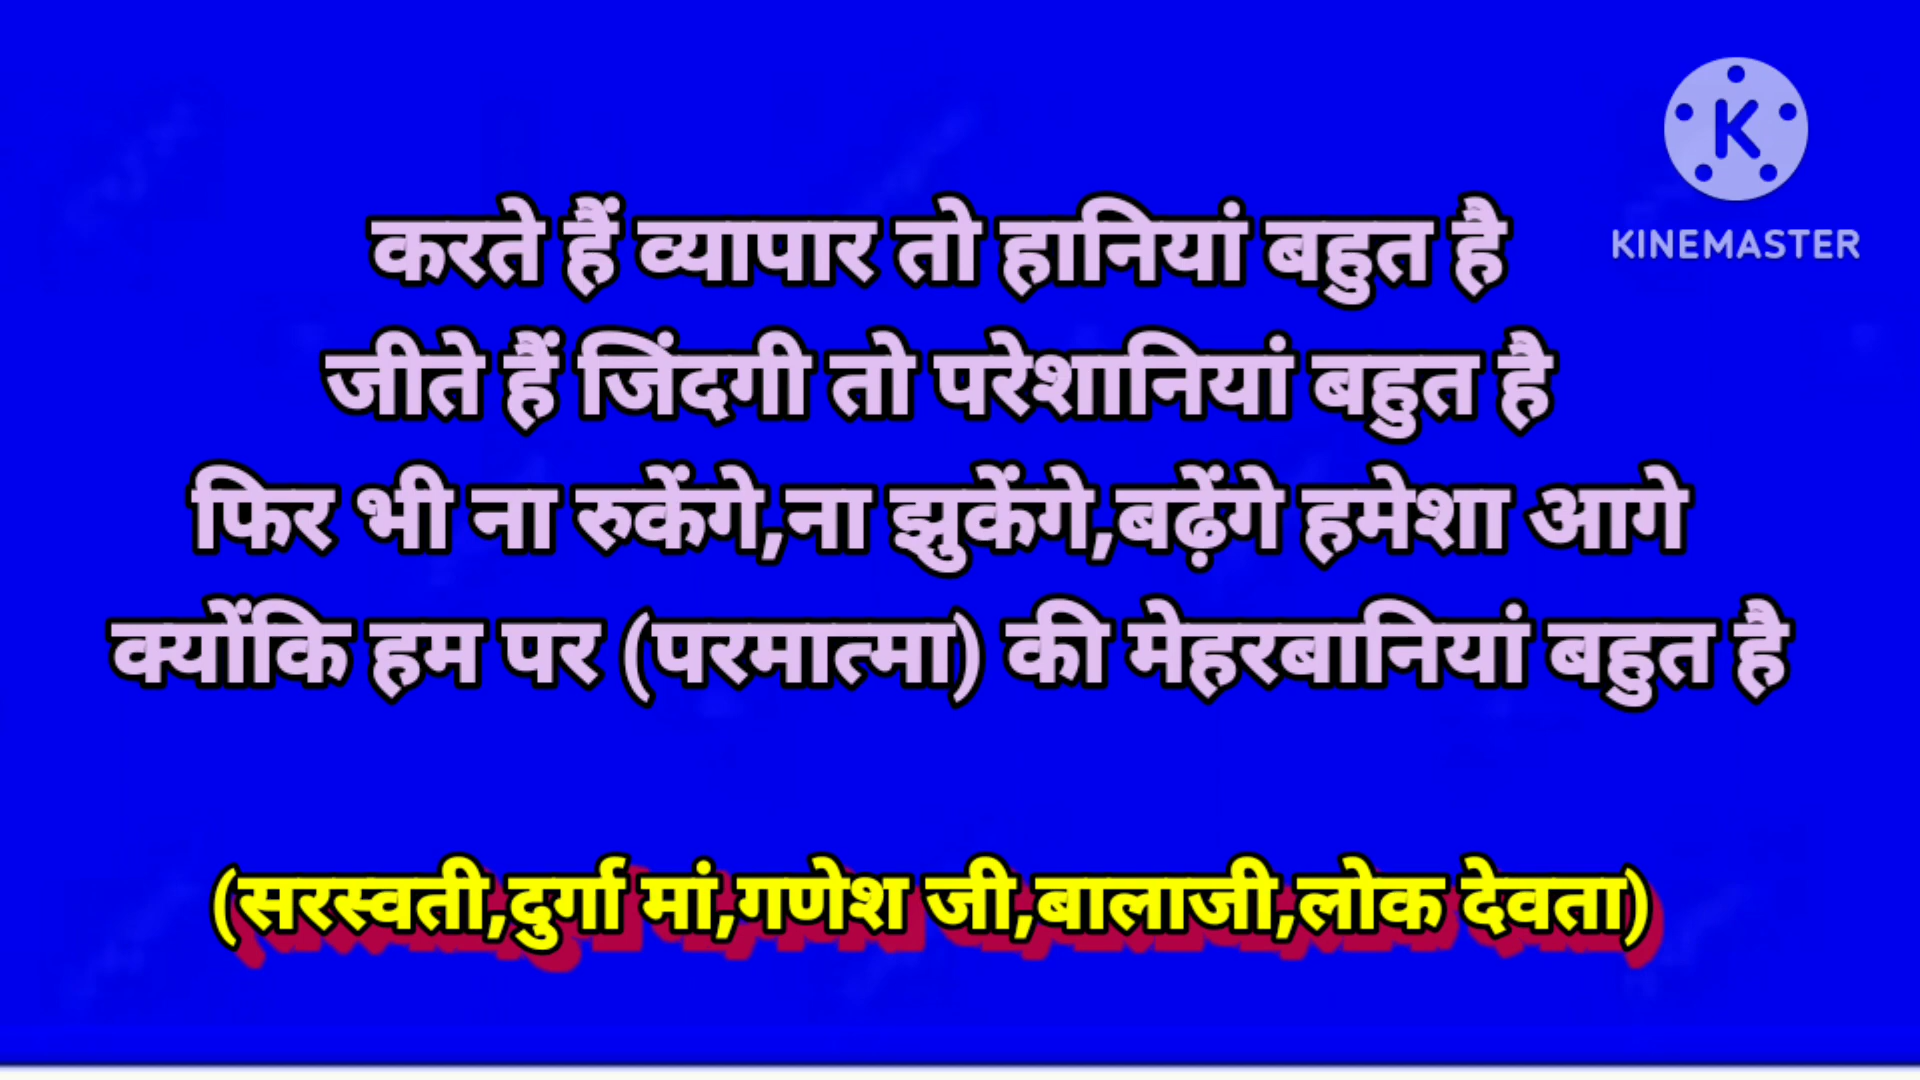 KINEMASTER
करते हैं व्यापार तो हानियां बहुत है
जीते हैं जिंदगी तो परेशानियां बहुत है
फिर भी ना रुकेंगे,ना झुकेंगे,बढ़ेंगे हमेशा आगे
क्योंकि हम पर (परमात्मा) की मेहरबानियां बहुत है
(सरस्वती,दुर्गा मां,गणेश जी,बालाजी,लोक देवता)